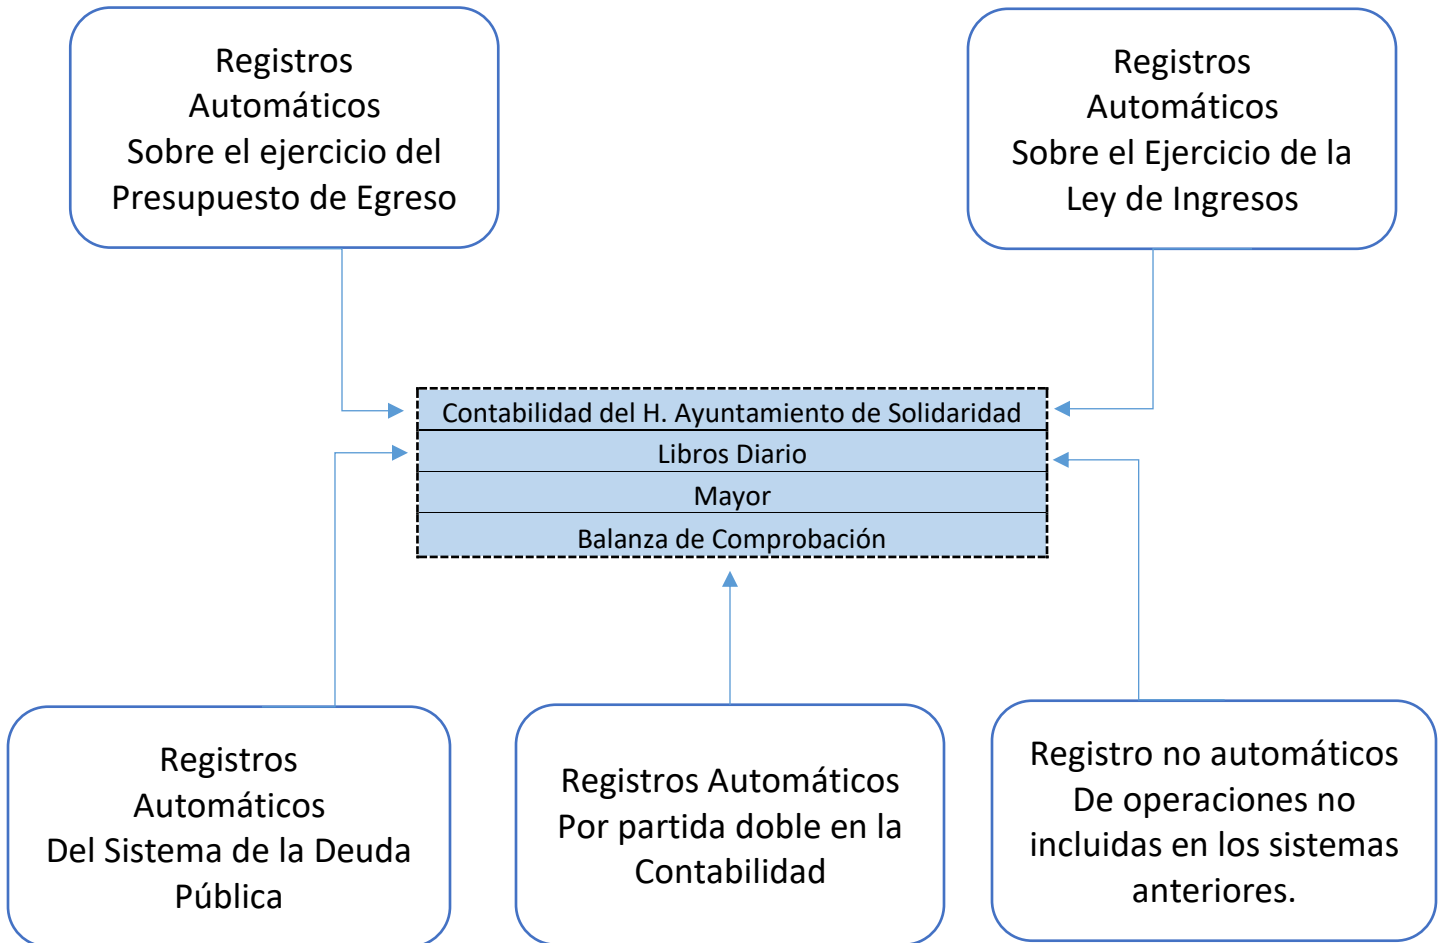 Registros
Automáticos
Sobre el ejercicio del
Presupuesto de Egreso
Registros
Automáticos
Sobre el Ejercicio de la
Ley de Ingresos
Contabilidad del H. Ayuntamiento de Solidaridad
Libros Diario
Mayor
Balanza de Comprobación
Registros
Automáticos
Del Sistema de la Deuda
Pública
Registros Automáticos
Por partida doble en la
Contabilidad
Registro no automáticos
De operaciones no
incluidas en los sistemas
anteriores.